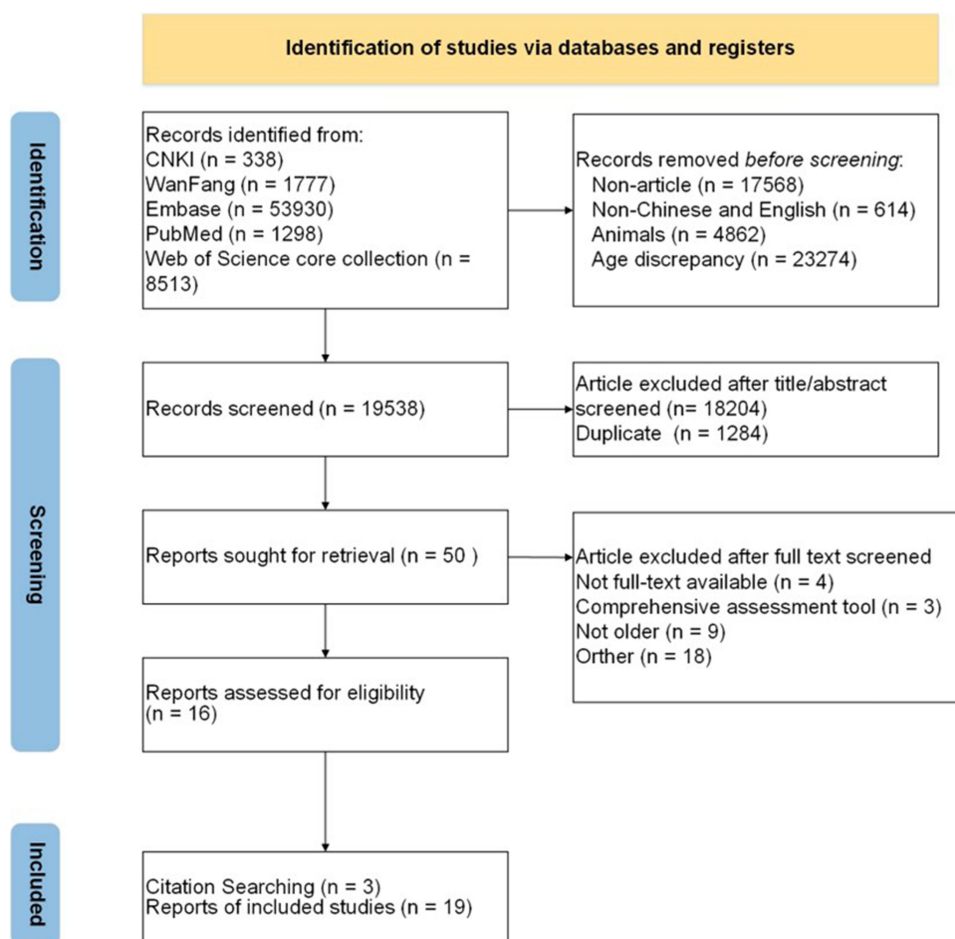 Identification of studies via databases and registers
Identification
Records identified from:
CNKI (n = 338)
WanFang (n = 1777)
Embase (n = 53930)
PubMed (n = 1298)
Web of Science core collection (n =
8513)
Records removed before screening:
Non-article (n = 17568)
Non-Chinese and English (n = 614)
Animals (n = 4862)
Age discrepancy (n = 23274)
Screening
Records screened (n = 19538)
Article excluded after title/abstract
screened (n= 18204)
Duplicate (n = 1284)
Reports sought for retrieval (n = 50 )
Article excluded after full text screened
Not full-text available (n = 4)
Comprehensive assessment tool (n = 3)
Not older (n = 9)
Orther (n = 18)
Reports assessed for eligibility
(n = 16)
Included
Citation Searching (n = 3)
Reports of included studies (n = 19)